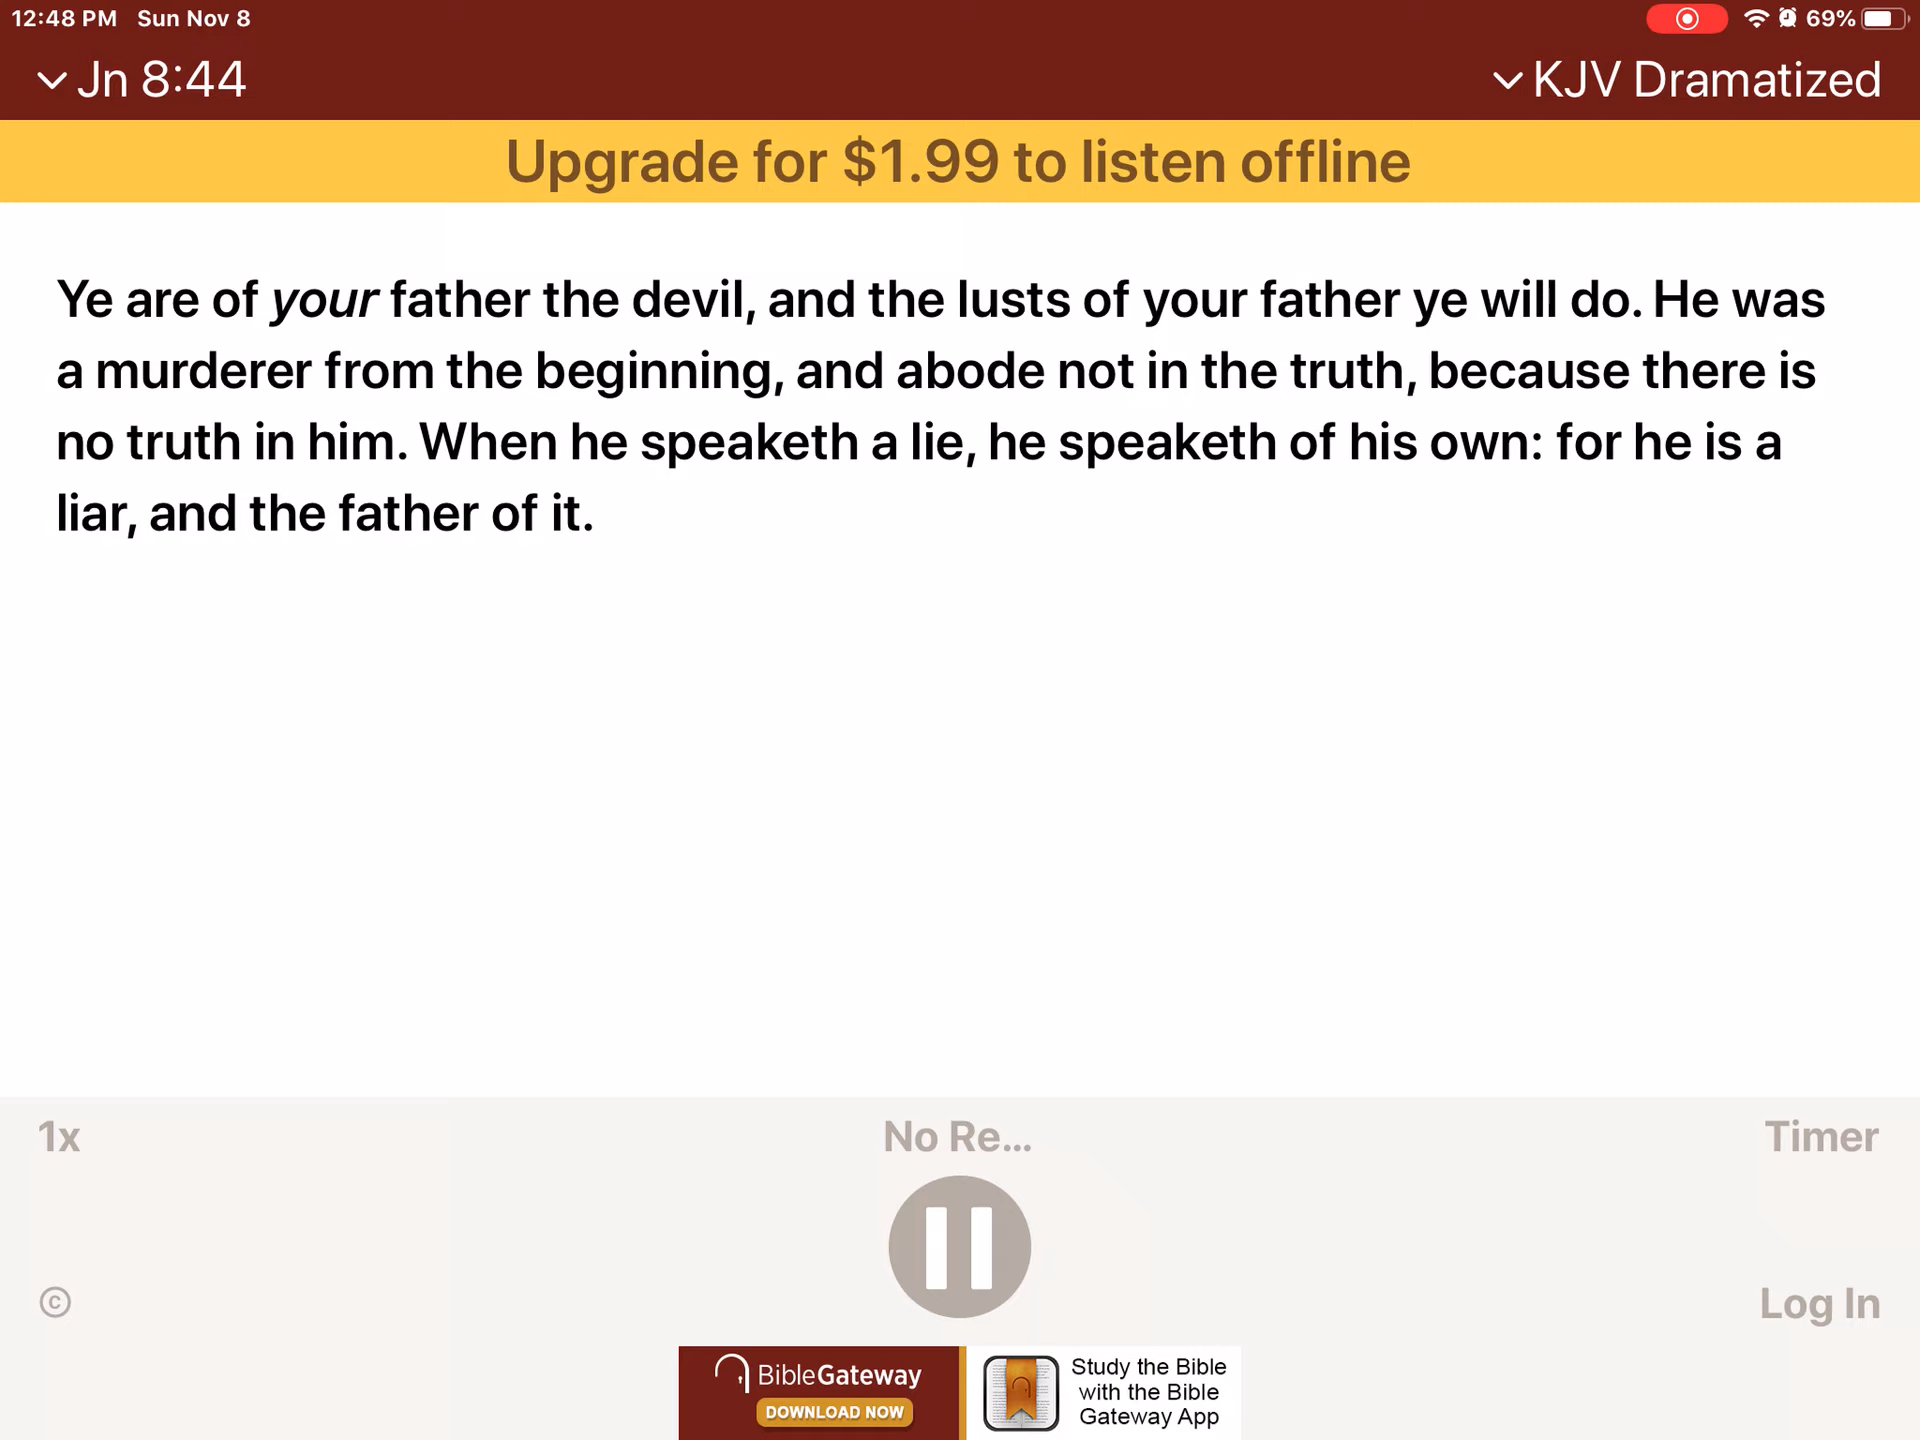 12:48 PM Sun Nov 8 69%
Jn 8:44 KJV Dramatized
Upgrade for $1.99 to listen offline
Ye are of your father the devil, and the lusts of your father ye will do. He was
a murderer from the beginning, and abode not in the truth, because there is
no truth in him. When he speaketh a lie, he speaketh of his own: for he is a
liar, and the father of it.
1x No Re... Timer
© Log In
BibleGateway
DOWNLOAD NOW
Study the Bible
with the Bible
Gateway App